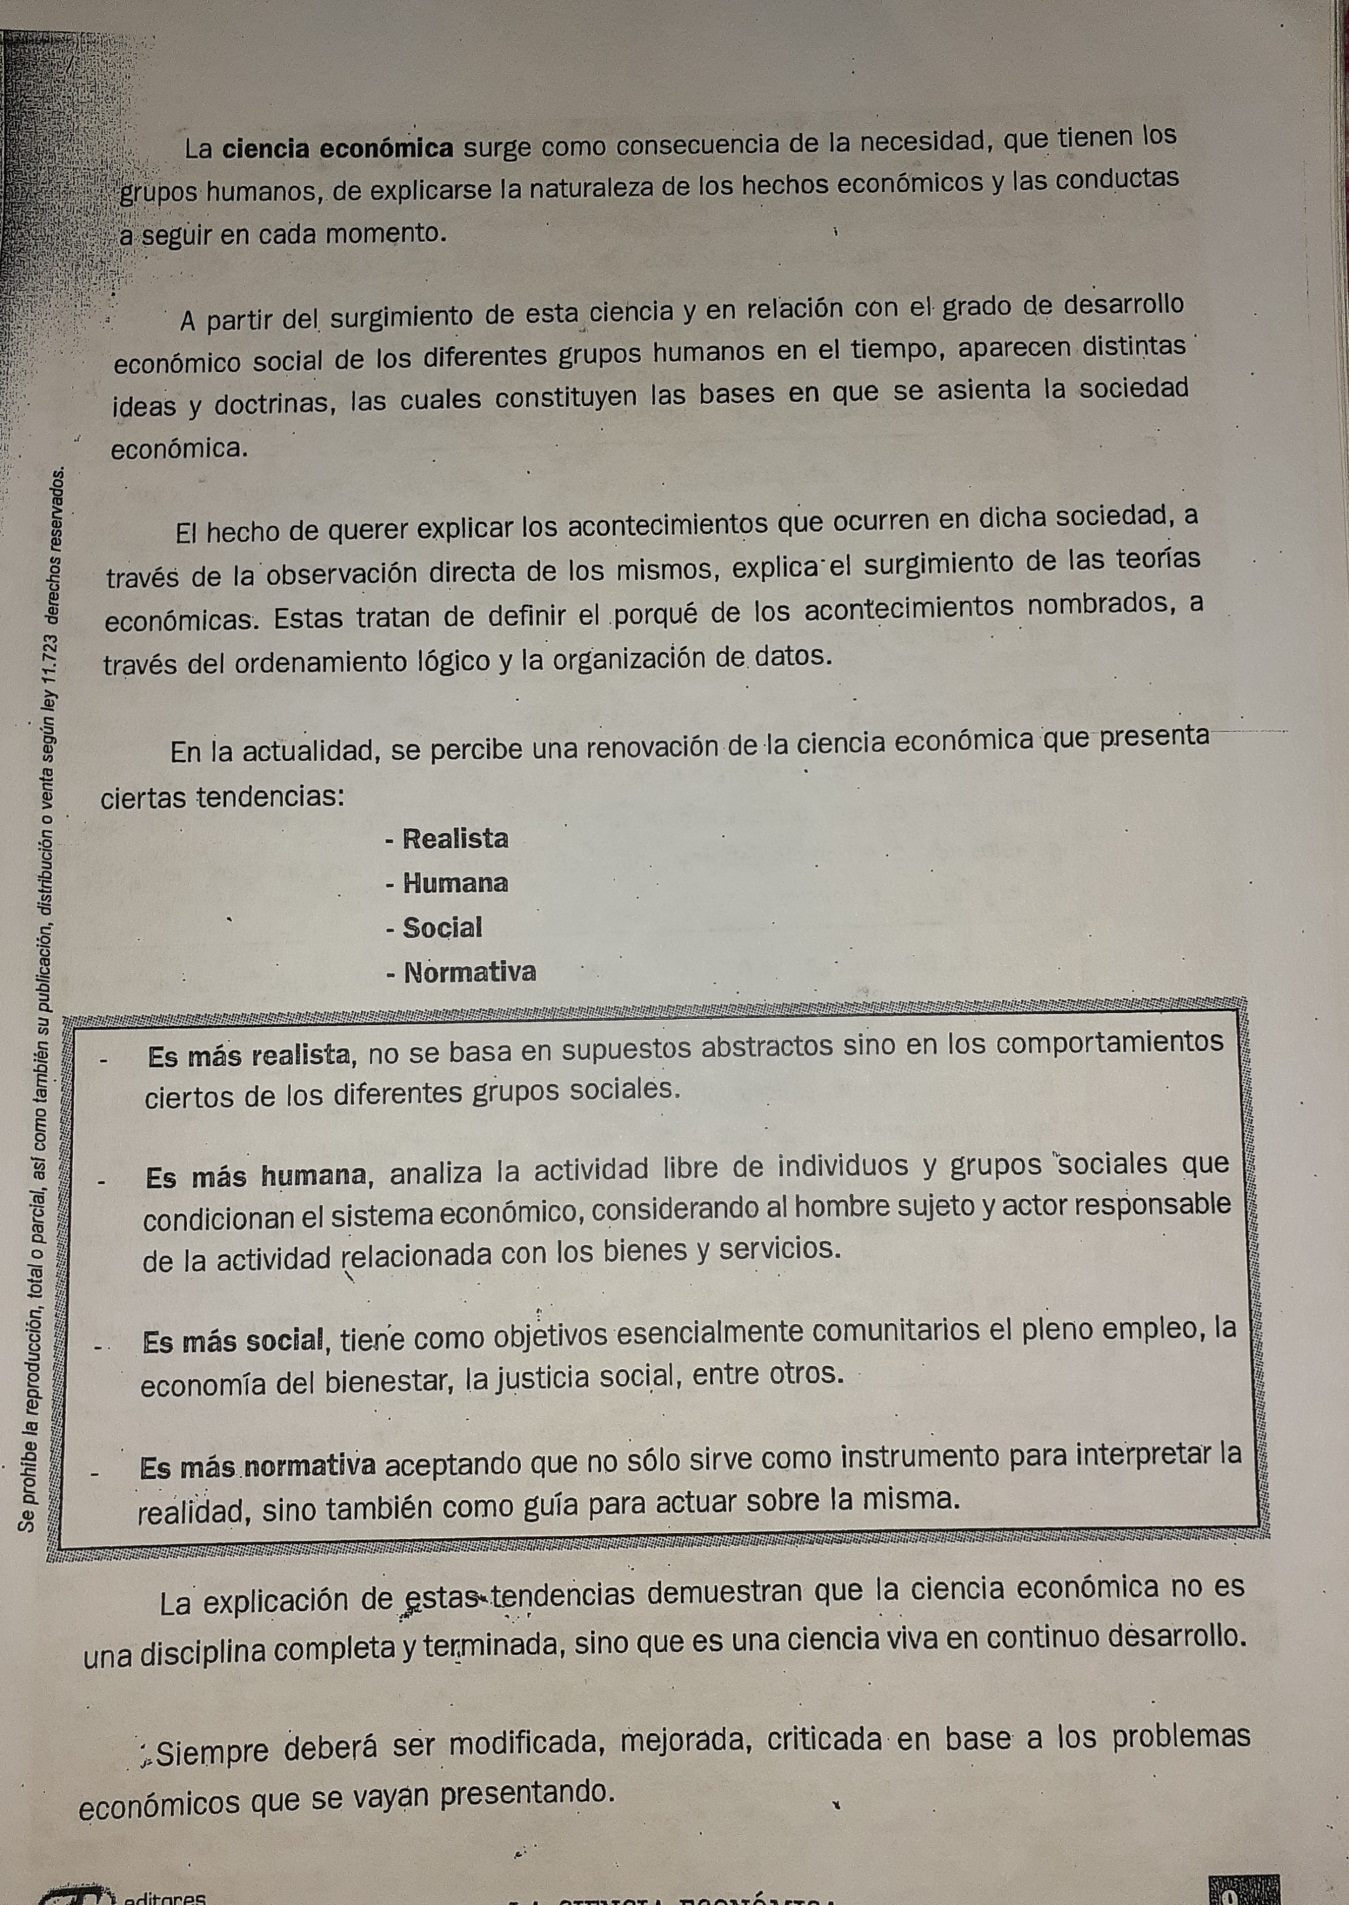 La ciencia económica surge como consecuencia de la necesidad, que tienen los
grupos humanos, de explicarse la naturaleza de los hechos económicos y las conductas
a seguir en cada momento.
A partir del surgimiento de esta ciencia y en relación con el grado de desarrollo
económico social de los diferentes grupos humanos en el tiempo, aparecen distintas
ideas y doctrinas, las cuales constituyen las bases en que se asienta la sociedad
económica.
El hecho de querer explicar los acontecimientos que ocurren en dicha sociedad, a
través de la observación directa de los mismos, explica el surgimiento de las teorías
económicas. Estas tratan de definir el porqué de los acontecimientos nombrados, a
través del ordenamiento lógico y la organización de datos.
En la actualidad, se percibe una renovación de la ciencia económica que presenta
ciertas tendencias:
- Realista
- Humana
- Social
- Normativa
- Es más realista, no se basa en supuestos abstractos sino en los comportamientos
ciertos de los diferentes grupos sociales.
- Es más humana, analiza la actividad libre de individuos y grupos sociales que
condicionan el sistema económico, considerando al hombre sujeto y actor responsable
de la actividad relacionada con los bienes y servicios.
- Es más social, tiene como objetivos esencialmente comunitarios el pleno empleo, la
economía del bienestar, la justicia social, entre otros.
- Es más normativa aceptando que no sólo sirve como instrumento para interpretar la
realidad, sino también como guía para actuar sobre la misma.
La explicación de estas tendencias demuestran que la ciencia económica no es
una disciplina completa y terminada, sino que es una ciencia viva en continuo desarrollo.
Siempre deberá ser modificada, mejorada, criticada en base a los problemas
económicos que se vayan presentando.
Se prohibe la reproducción, total o parcial, así como también su publicación, distribución o venta según ley 11.723 derechos reservados.
editores